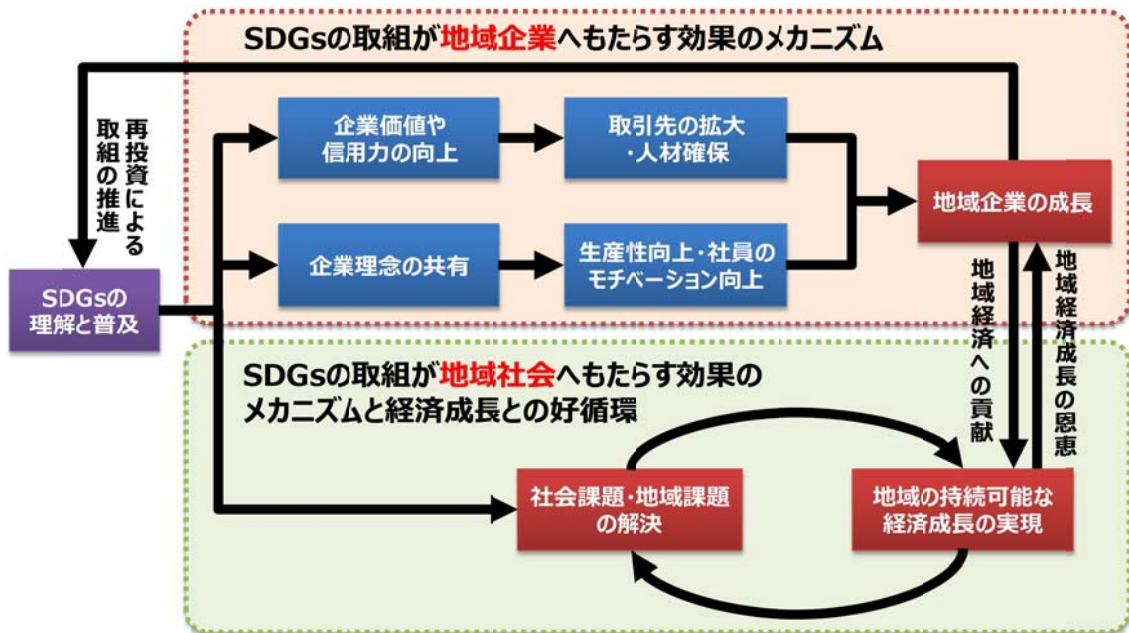 SDGsの取組が地域企業へもたらす効果のメカニズム
再投資による
取組の推進
企業価値や
信用力の向上
取引先の拡大
・人材確保
地域企業の成長
企業理念の共有
生産性向上・社員の
モチベーション向上
SDGsの
理解と普及
地域経済への貢献
地域経済成長の恩恵
SDGsの取組が地域社会へもたらす効果の
メカニズムと経済成長との好循環
社会課題・地域課題
の解決
地域の持続可能な
経済成長の実現